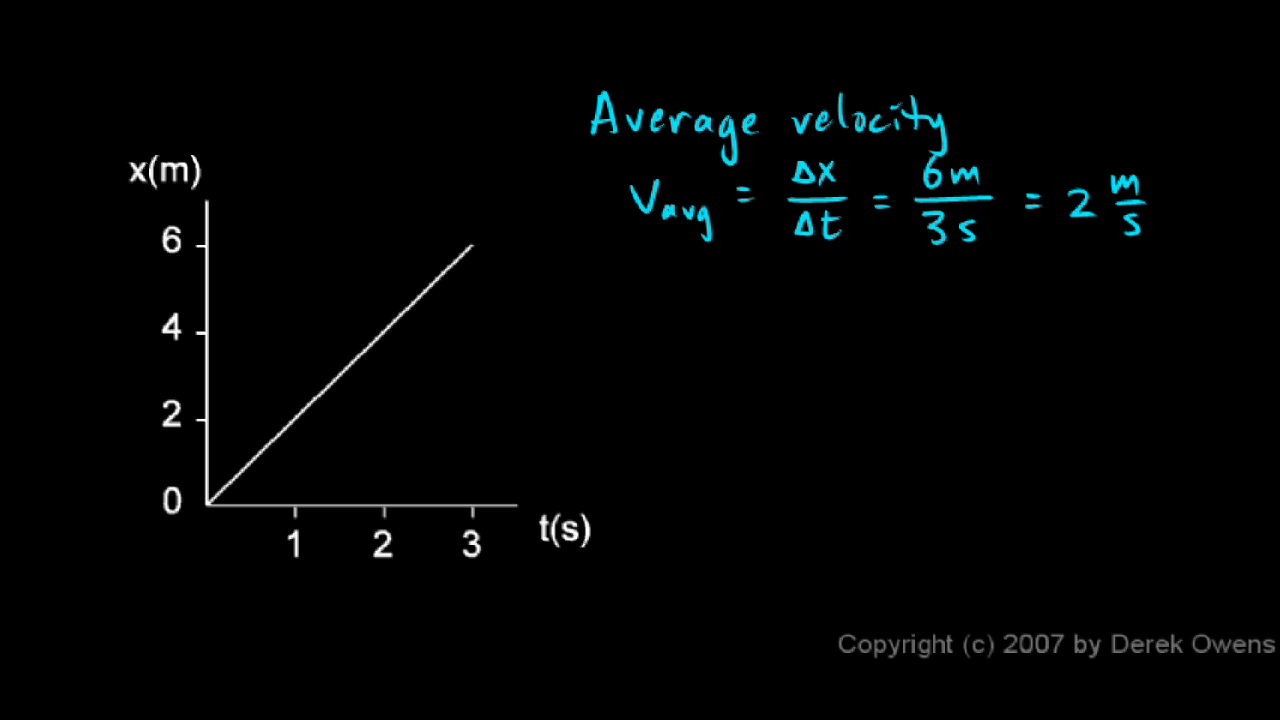 Average velocity
x(m)
Vavg = Δx/Δt = 6m/3s = 2 m/s
6
4
2
0
1 2 3
t(s)
Copyright (c) 2007 by Derek Owens